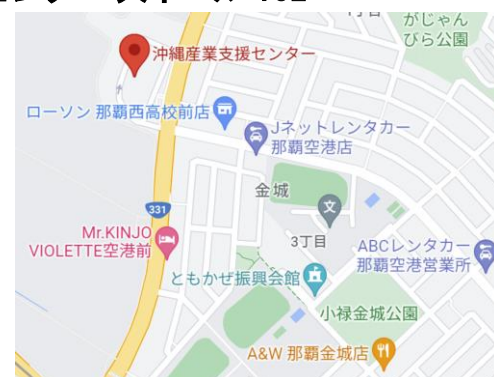 がじゃん
びら公園
沖縄産業支援センター
ローソン 那覇西高校前店
Jネットレンタカー
那覇空港店
金城
文
331
3丁目
Mr.KINJO
VIOLETTE空港前
ABCレンタカー
那覇空港営業所
ともかぜ振興会館
小禄金城公園
A&W 那覇金城店